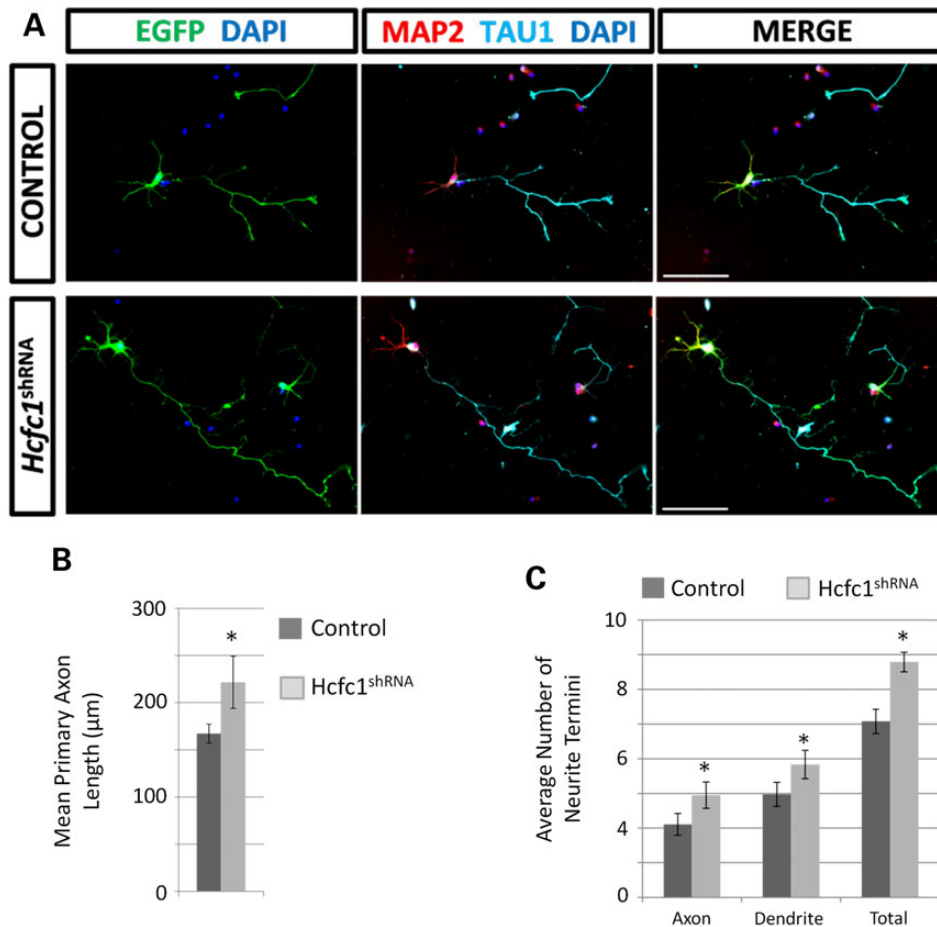 A
EGFP DAPI
MAP2 TAU1 DAPI
MERGE
CONTROL
Hcfc1shRNA
B
Mean Primary Axon
Length (µm)
300
200
100
0
*
Control
Hcfc1shRNA
C
Control
Hcfc1shRNA
Average Number of
Neurite Termini
10
8
6
4
0
*
*
*
Axon
Dendrite
Total